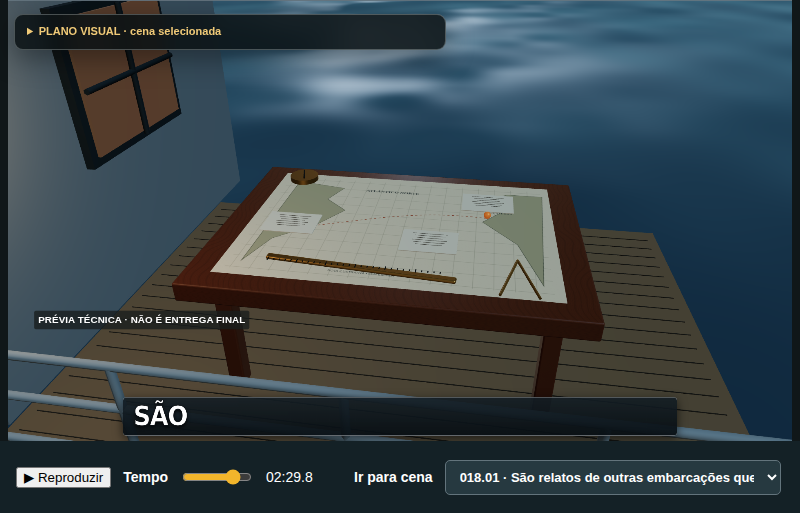 ▶ PLANO VISUAL · cena selecionada
PRÉVIA TÉCNICA · NÃO É ENTREGA FINAL
SÃO
▶ Reproduzir
Tempo
02:29.8
Ir para cena
018.01 · São relatos de outras embarcações que